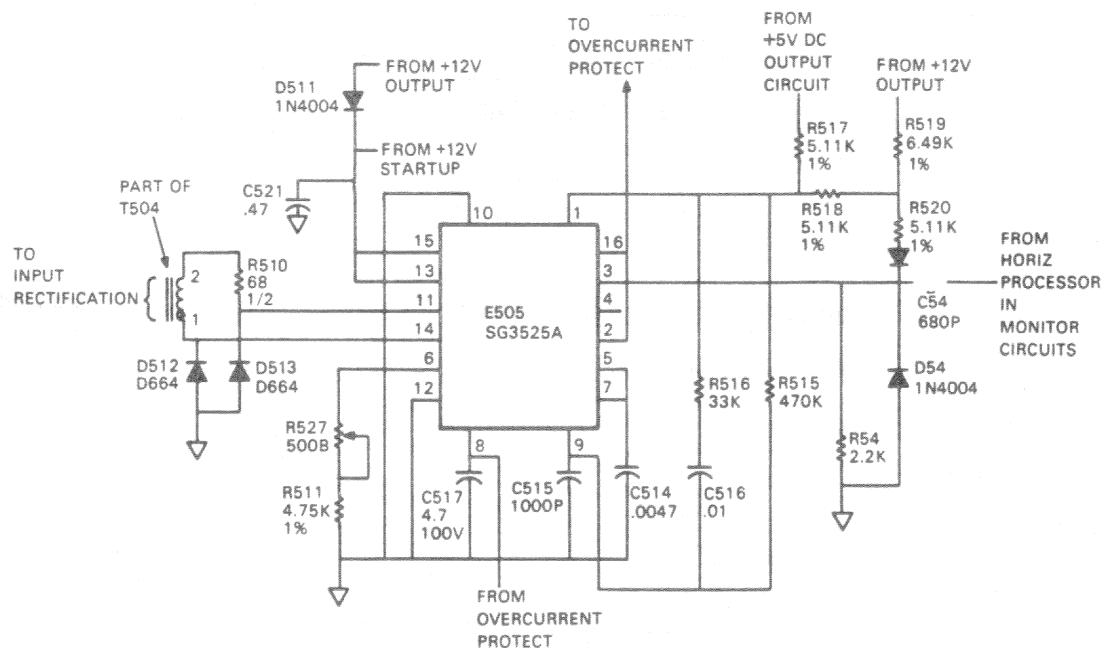 TO
OVERCURRENT
PROTECT
FROM
+5V DC
OUTPUT
CIRCUIT
FROM +12V
OUTPUT
FROM +12V
OUTPUT
D511
1N4004
FROM +12V
STARTUP
R517
5.11K
1%
R519
6.49K
1%
PART OF
T504
C521
.47
10
1
R518
5.11K
1%
R520
5.11K
1%
TO
INPUT
RECTIFICATION
2
1
R510
68
1/2
15
13
11
14
6
12
E505
SG3525A
16
3
4
2
5
7
FROM
HORIZ
PROCESSOR
IN
MONITOR
CIRCUITS
C54
680P
D512
D664
D513
D664
D54
1N4004
R516
33K
R515
470K
R527
500B
8
9
R54
2.2K
R511
4.75K
1%
C517
4.7
100V
C515
1000P
C514
.0047
C516
.01
FROM
OVERCURRENT
PROTECT